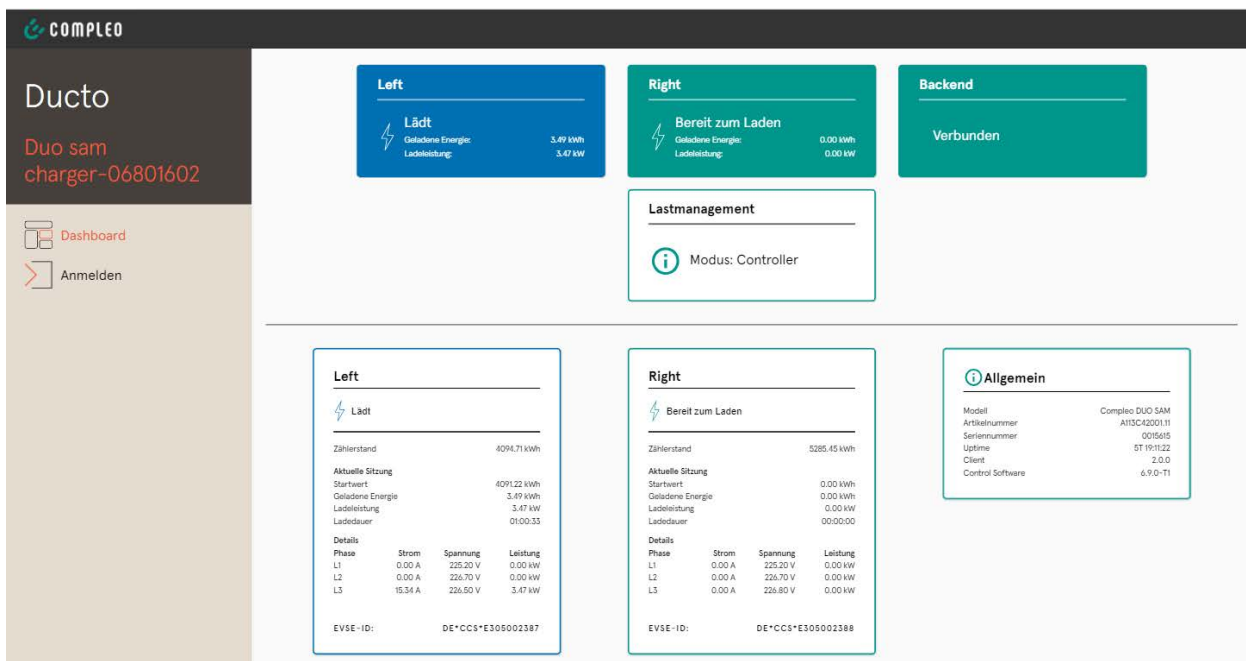 COMPLEO
Ducto
Duo sam
charger-06801602
Dashboard
Anmelden
Left
Lädt
Geladene Energie: 3.49 kWh
Ladeleistung: 3.47 kW
Right
Bereit zum Laden
Geladene Energie: 0.00 kWh
Ladeleistung: 0.00 kW
Backend
Verbunden
Lastmanagement
Modus: Controller
Left
Lädt
Zählerstand 4094.71 kWh
Aktuelle Sitzung
Startwert 4091.22 kWh
Geladene Energie 3.49 kWh
Ladeleistung 3.47 kW
Ladedauer 01:00:33
Details
Phase Strom Spannung Leistung
L1 0.00 A 225.20 V 0.00 kW
L2 0.00 A 226.70 V 0.00 kW
L3 15.34 A 226.50 V 3.47 kW
EVSE-ID: DE*CCS*E305002387
Right
Bereit zum Laden
Zählerstand 5285.45 kWh
Aktuelle Sitzung
Startwert 0.00 kWh
Geladene Energie 0.00 kWh
Ladeleistung 0.00 kW
Ladedauer 00:00:00
Details
Phase Strom Spannung Leistung
L1 0.00 A 225.20 V 0.00 kW
L2 0.00 A 226.70 V 0.00 kW
L3 0.00 A 226.80 V 0.00 kW
EVSE-ID: DE*CCS*E305002388
Allgemein
Modell Compleo DUO SAM
Artikelnummer A113C42001.11
Seriennummer 0015615
Uptime 5T 19:11:22
Client 2.0.0
Control Software 6.9.0-T1